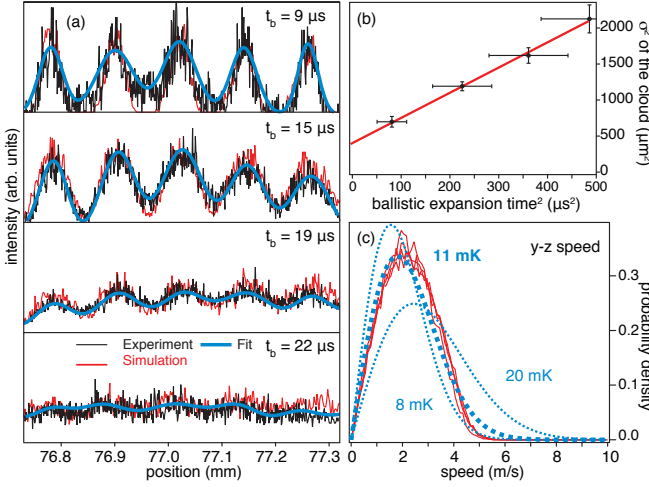 (a)
t_b = 9 µs
t_b = 15 µs
t_b = 19 µs
t_b = 22 µs
Experiment
Fit
Simulation
intensity (arb. units)
76.8 76.9 77.0 77.1 77.2 77.3
position (mm)
(b)
2000
1500
1000
500
0
σ² of the cloud (µm²)
0 100 200 300 400 500
ballistic expansion time² (µs²)
(c)
11 mK
y-z speed
20 mK
8 mK
0.3
0.2
0.1
0.0
probability density
0 2 4 6 8 10
speed (m/s)